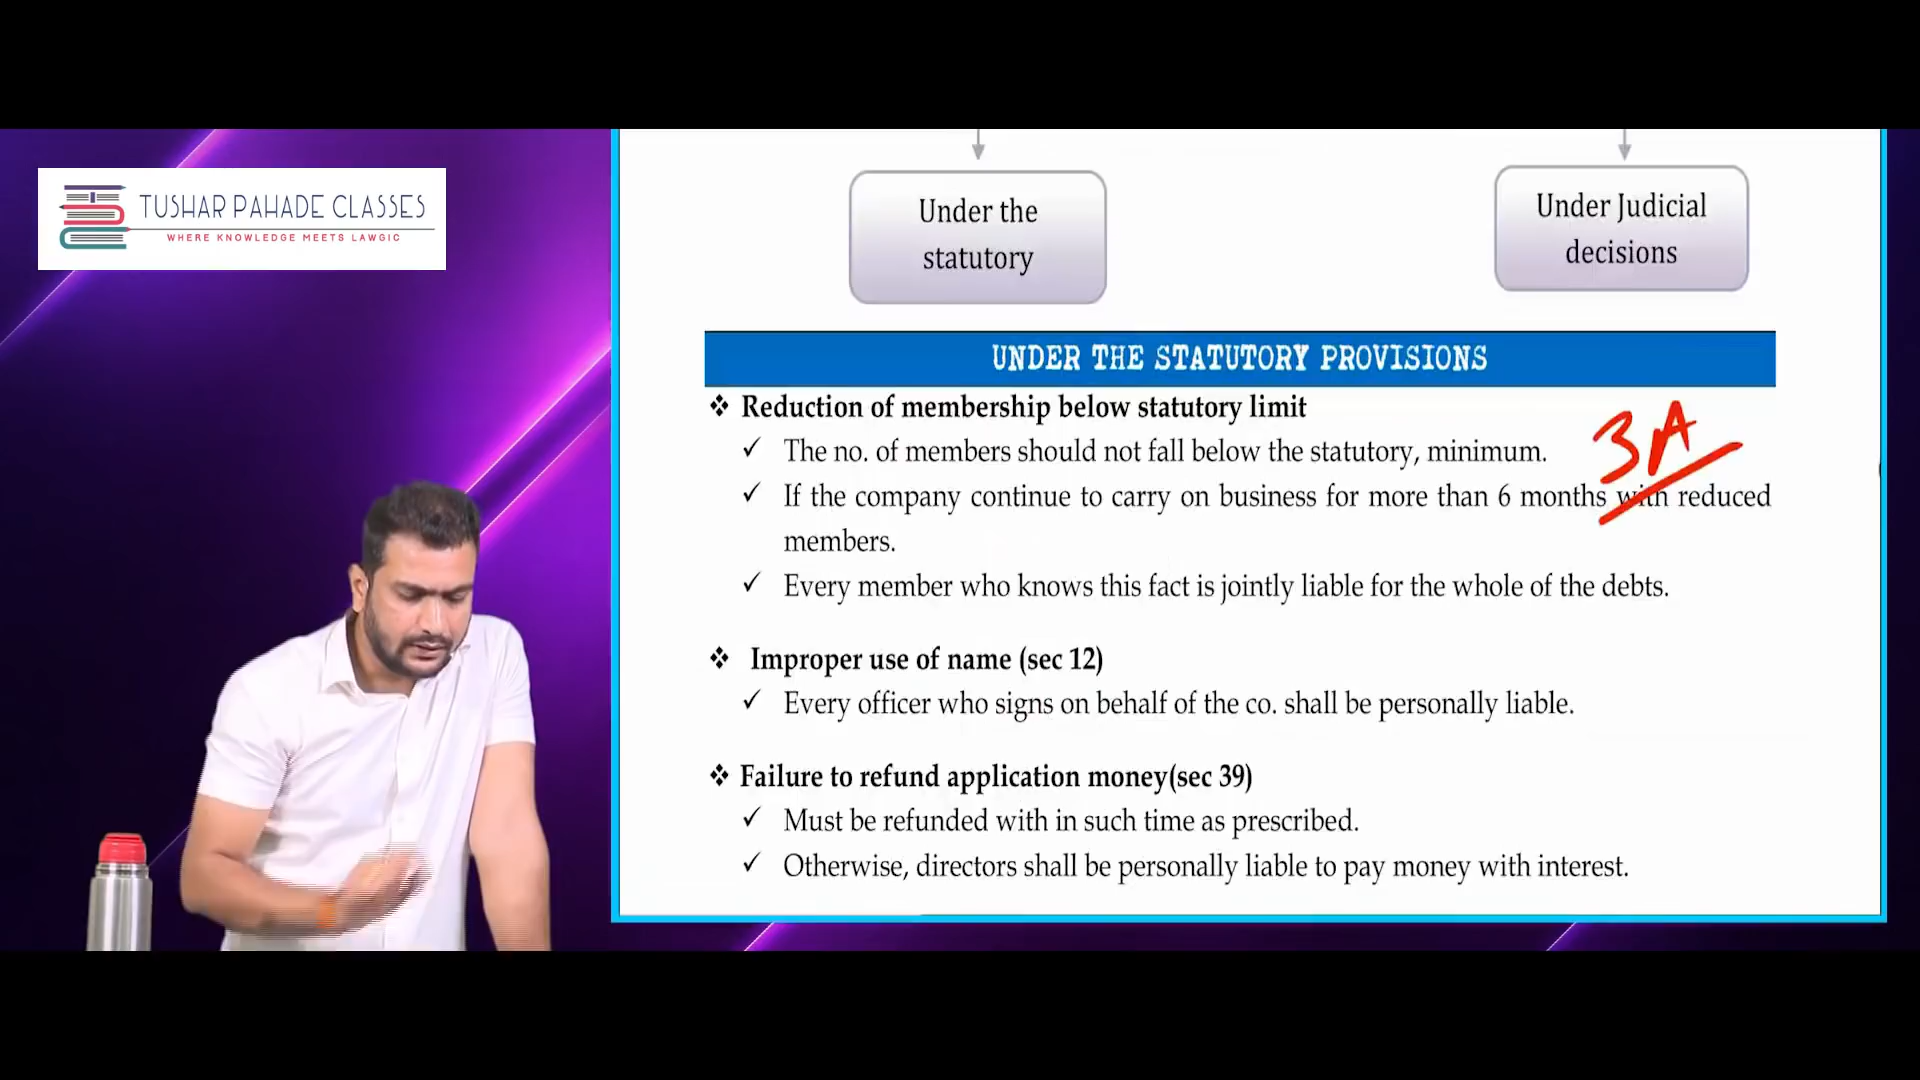 TUSHAR PAHADE CLASSES
WHERE KNOWLEDGE MEETS LAWGIC
Under the
statutory
Under Judicial
decisions
UNDER THE STATUTORY PROVISIONS
❖ Reduction of membership below statutory limit
3A
✓ The no. of members should not fall below the statutory, minimum.
✓ If the company continue to carry on business for more than 6 months with reduced
members.
✓ Every member who knows this fact is jointly liable for the whole of the debts.
❖ Improper use of name (sec 12)
✓ Every officer who signs on behalf of the co. shall be personally liable.
❖ Failure to refund application money(sec 39)
✓ Must be refunded with in such time as prescribed.
✓ Otherwise, directors shall be personally liable to pay money with interest.